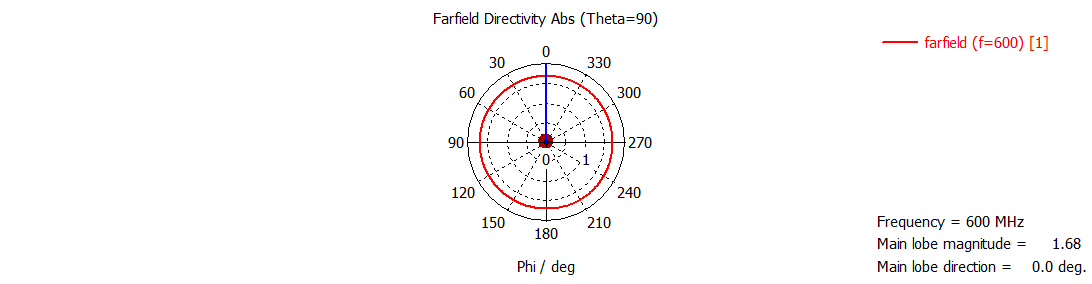 Farfield Directivity Abs (Theta=90)
farfield (f=600) [1]
0
30
330
60
300
90
270
0
1
120
240
150
210
180
Frequency = 600 MHz
Main lobe magnitude = 1.68
Main lobe direction = 0.0 deg.
Phi / deg